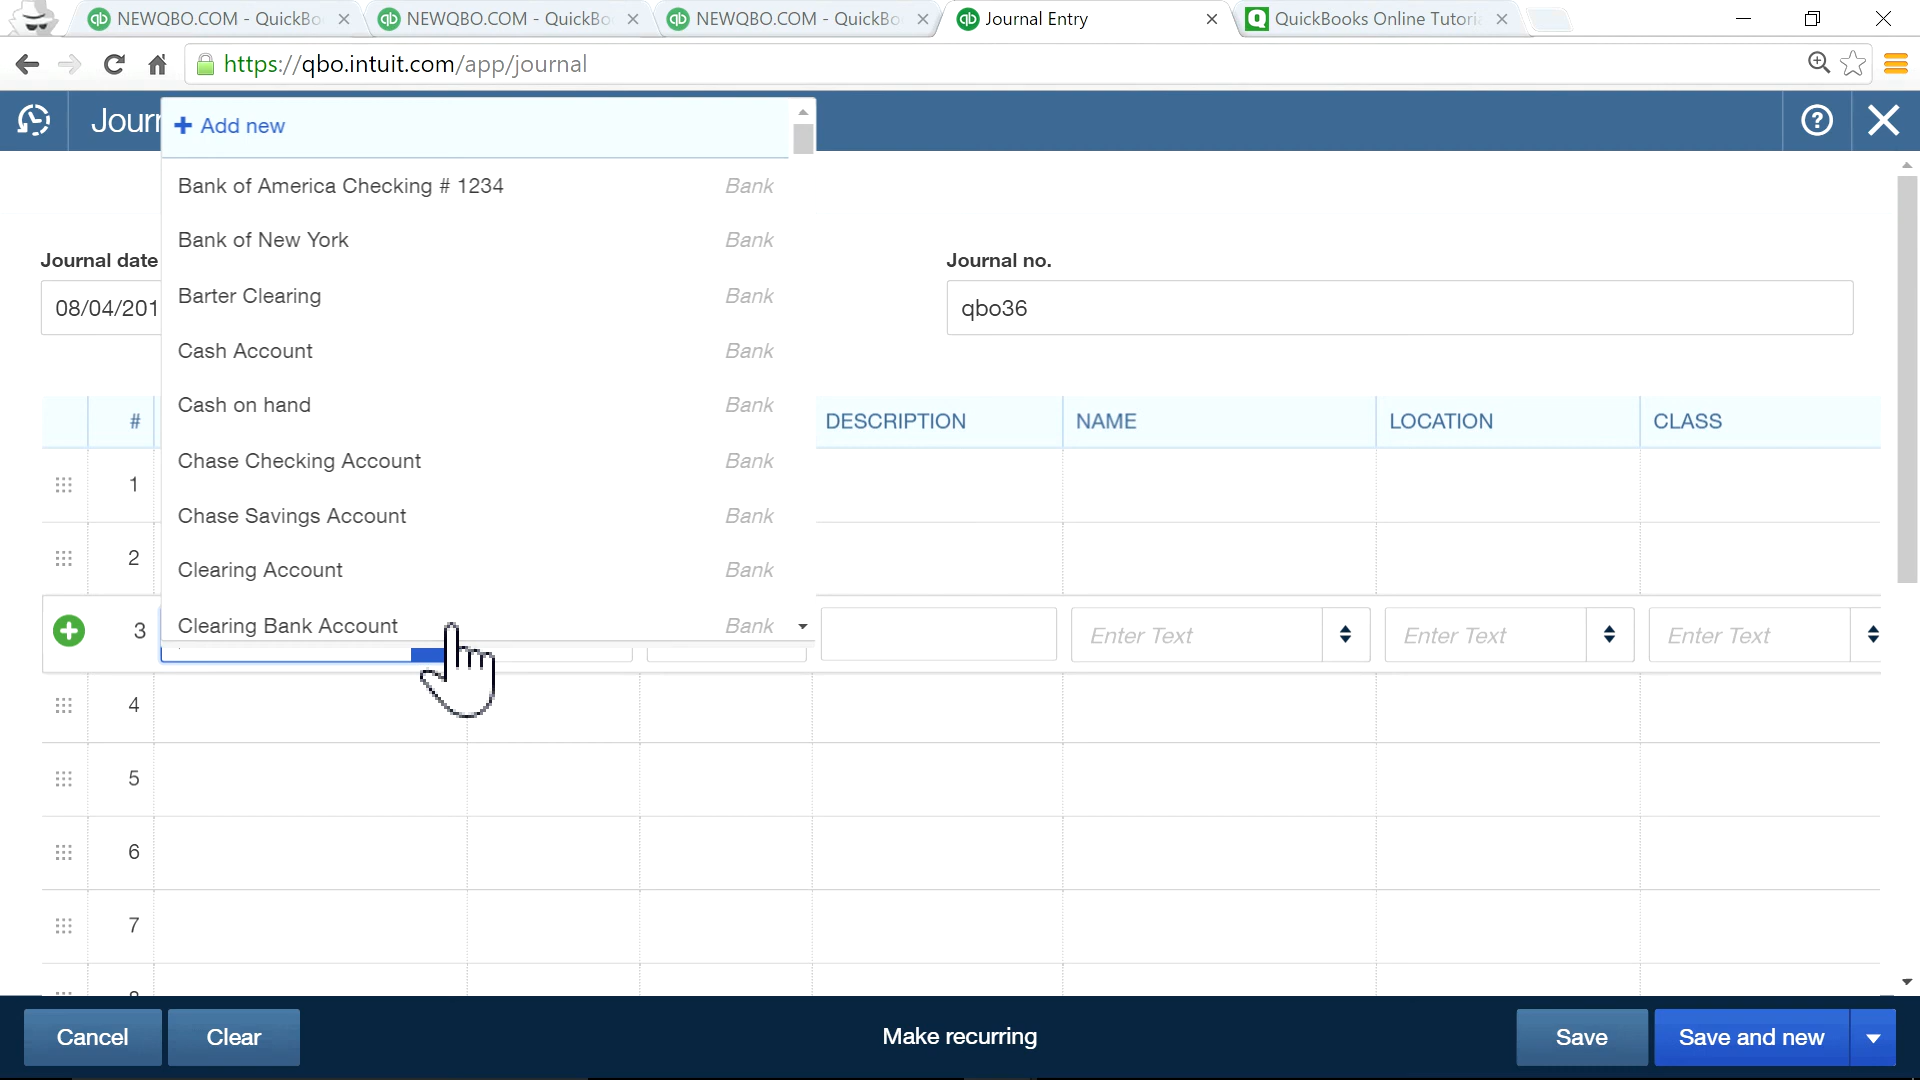 NEWQBO.COM - QuickBo
NEWQBO.COM - QuickBo
NEWQBO.COM - QuickBo
Journal Entry
QuickBooks Online Tutoria
https://qbo.intuit.com/app/journal
Jour
+ Add new
Bank of America Checking # 1234 Bank
Bank of New York Bank
Journal date
Journal no.
Barter Clearing Bank
08/04/201
qbo36
Cash Account Bank
Cash on hand Bank
# DESCRIPTION NAME LOCATION CLASS
Chase Checking Account Bank
1
Chase Savings Account Bank
2
Clearing Account Bank
Clearing Bank Account Bank
3 Enter Text Enter Text Enter Text
4
5
6
7
Cancel Clear Make recurring Save Save and new